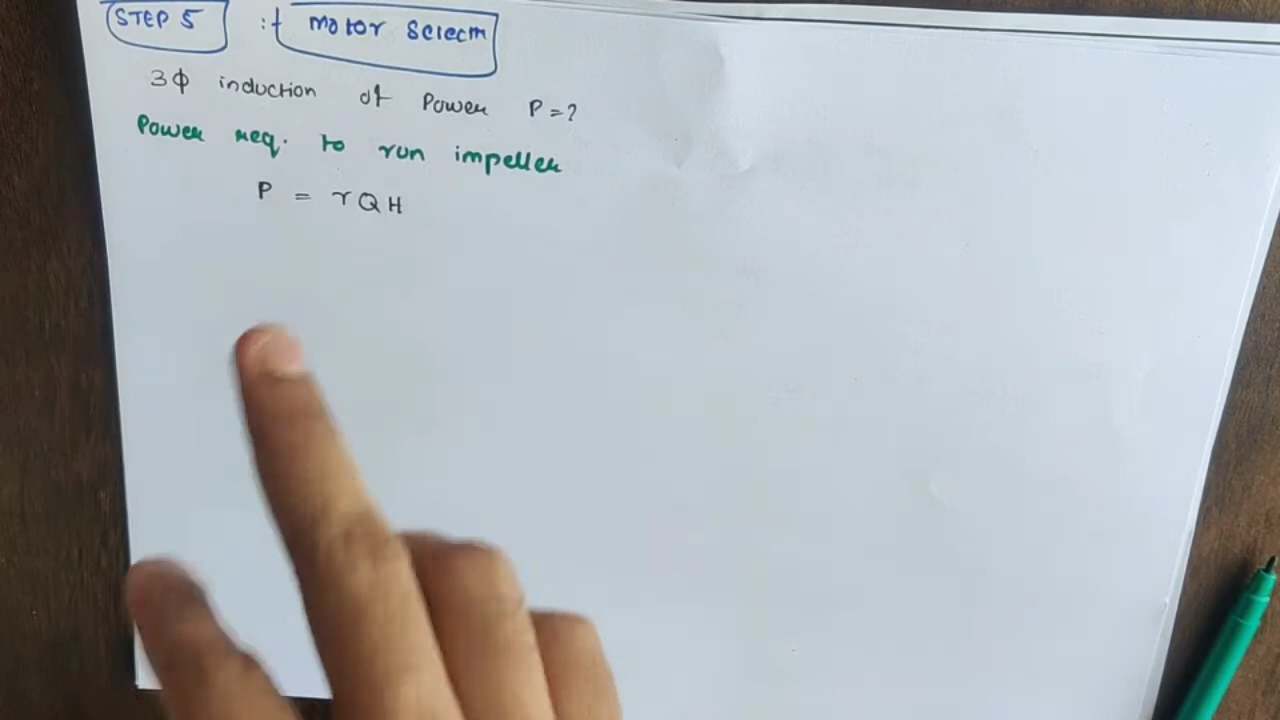 STEP 5 :- Motor Selectn
3ϕ induction of Power P=?
Power req. to run impeller
P = γQH